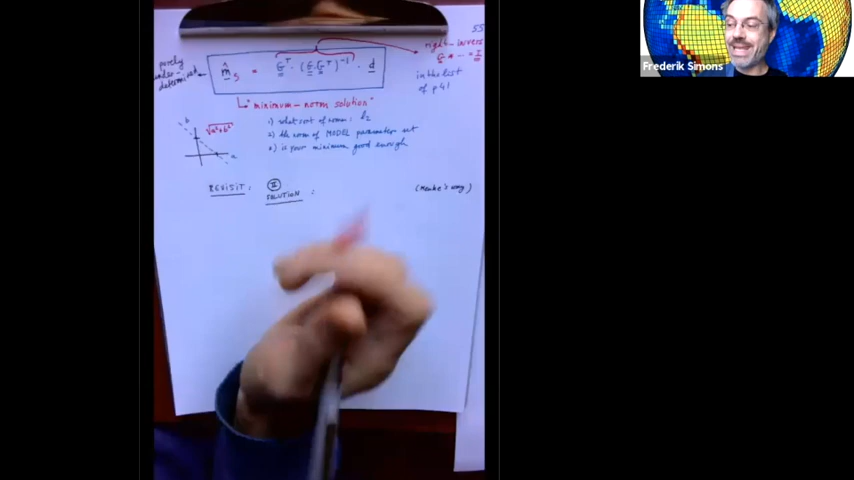 55
purely under-determined
m̂_S = G^T · (G·G^T)^-1 · d
right-inverse
G * ... = I
in the list of p 4!
↳ "minimum-norm solution"
1) what sort of norm: l₂
2) the norm of MODEL parameter set
3) is your minimum good enough
b
√a²+b²
a
REVISIT: II SOLUTION : (Menke's way)
Frederik Simons